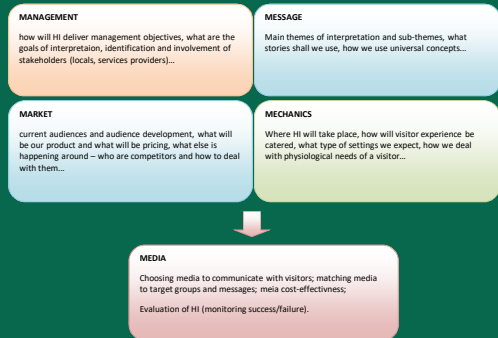 MANAGEMENT
how will HI deliver management objectives, what are the
goals of interpretaion, identification and involvement of
stakeholders (locals, services providers)…
MESSAGE
Main themes of interpretation and sub-themes, what
stories shall we use, how we use universal concepts…
MARKET
current audiences and audience development, what will
be our product and what will be pricing, what else is
happening around – who are competitors and how to deal
with them…
MECHANICS
Where HI will take place, how will visitor experience be
catered, what type of settings we expect, how we deal
with physiological needs of a visitor…
MEDIA
Choosing media to communicate with visitors; matching media
to target groups and messages; meia cost-effectivness;
Evaluation of HI (monitoring success/failure).